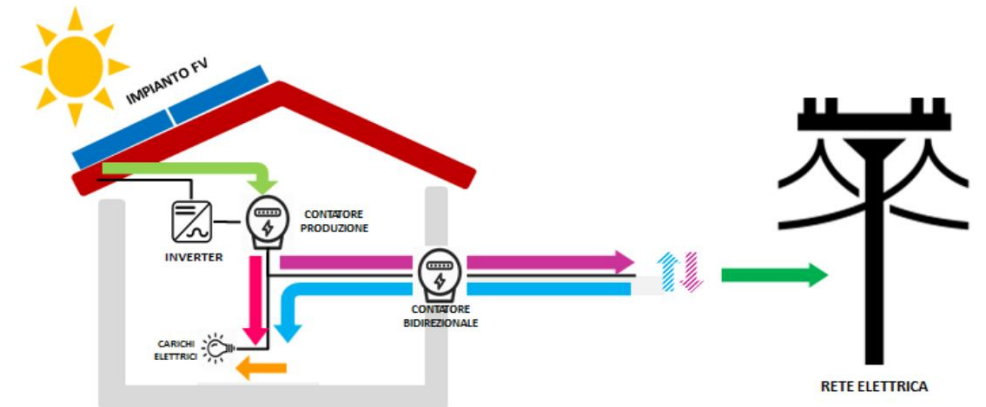 IMPIANTO FV
CONTATORE
PRODUZIONE
INVERTER
CONTATORE
BIDIREZIONALE
CARICHI
ELETTRICI
RETE ELETTRICA